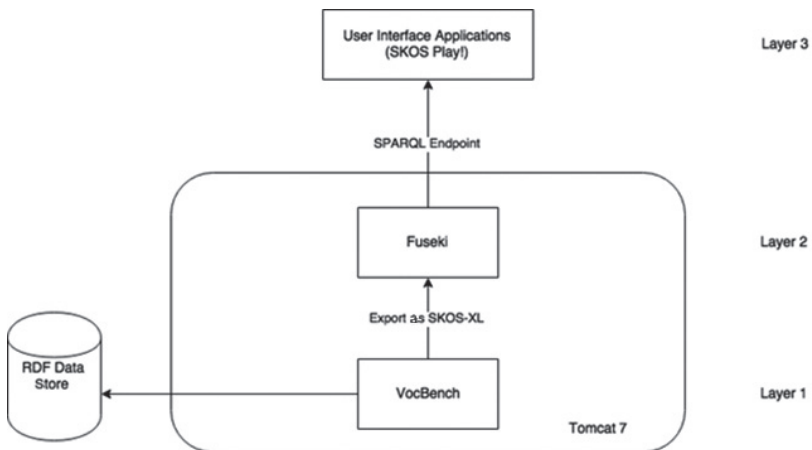 User Interface Applications
(SKOS Play!)
Layer 3
SPARQL Endpoint
Fuseki
Layer 2
Export as SKOS-XL
RDF Data
Store
VocBench
Layer 1
Tomcat 7